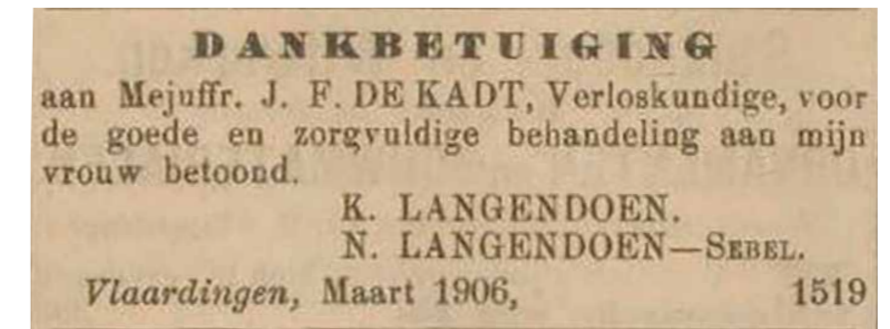 DANKBETUIGING
aan Mejuffr. J. F. DE KADT, Verloskundige, voor
de goede en zorgvuldige behandeling aan mijn
vrouw betoond.
K. LANGENDOEN.
N. LANGENDOEN—SEBEL.
Vlaardingen, Maart 1906, 1519